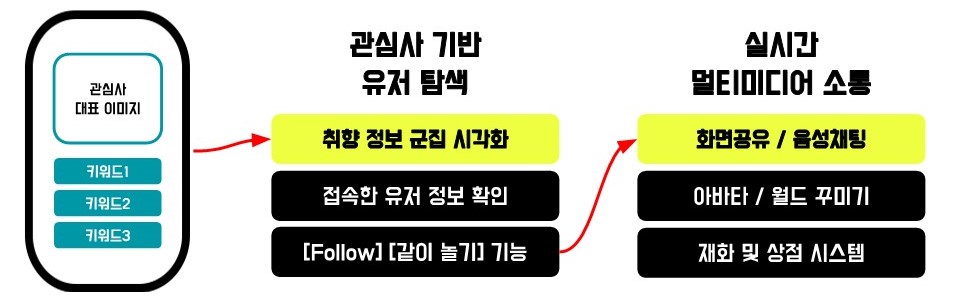 관심사
대표 이미지
키워드1
키워드2
키워드3
관심사 기반
유저 탐색
취향 정보 군집 시각화
접속한 유저 정보 확인
[Follow] [같이 놀기] 기능
실시간
멀티미디어 소통
화면공유 / 음성채팅
아바타 / 월드 꾸미기
재화 및 상점 시스템